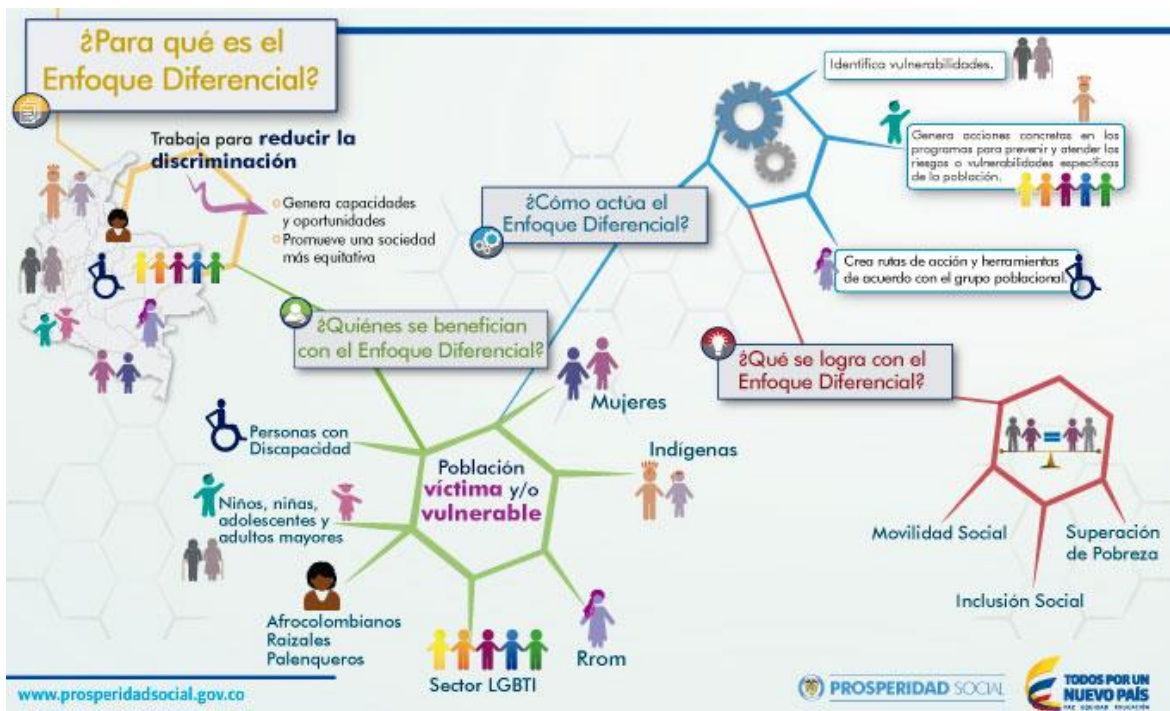 ¿Para qué es el
Enfoque Diferencial?
Trabaja para reducir la
discriminación
Genera capacidades
y oportunidades
Promueve una sociedad
más equitativa
¿Quiénes se benefician
con el Enfoque Diferencial?
Población
víctima y/o
vulnerable
Personas con
Discapacidad
Niños, niñas,
adolescentes y
adultos mayores
Afrocolombianos
Raizales
Palenqueros
Sector LGBTI
Rrom
Indígenas
Mujeres
¿Cómo actúa el
Enfoque Diferencial?
Identifica vulnerabilidades.
Genera acciones concretas en los
programas para prevenir y atender los
riesgos o vulnerabilidades específicas
de la población.
Crea rutas de acción y herramientas
de acuerdo con el grupo poblacional.
¿Qué se logra con el
Enfoque Diferencial?
Movilidad Social
Inclusión Social
Superación
de Pobreza
www.prosperidadsocial.gov.co
PROSPERIDAD SOCIAL
TODOS POR UN
NUEVO PAÍS
PAZ EQUIDAD EDUCACIÓN